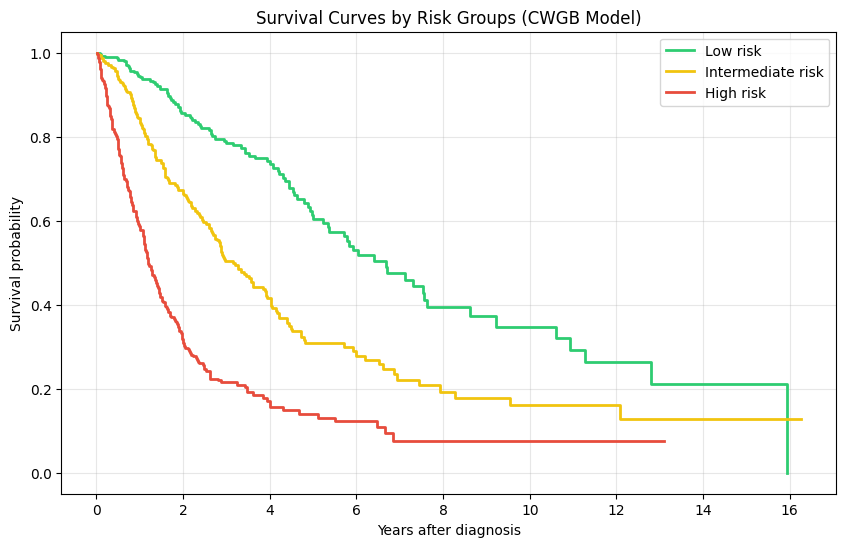 Survival Curves by Risk Groups (CWGB Model)
Low risk
Intermediate risk
High risk
Survival probability
1.0
0.8
0.6
0.4
0.2
0.0
0 2 4 6 8 10 12 14 16
Years after diagnosis